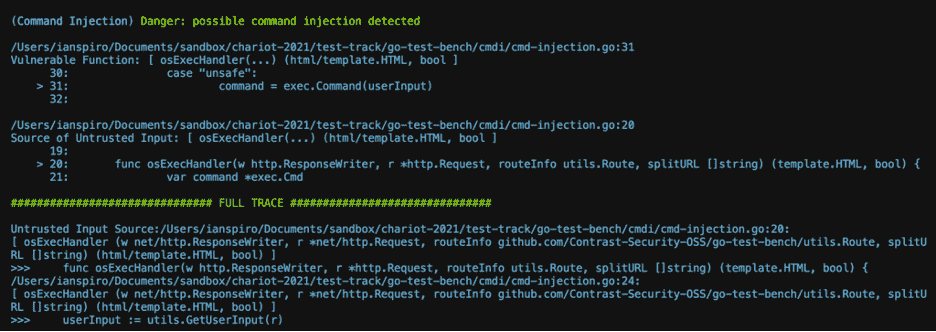 (Command Injection) Danger: possible command injection detected
/Users/ianspiro/Documents/sandbox/chariot-2021/test-track/go-test-bench/cmdi/cmd-injection.go:31
Vulnerable Function: [ osExecHandler(...) (html/template.HTML, bool ]
30: case "unsafe":
> 31: command = exec.Command(userInput)
32:
/Users/ianspiro/Documents/sandbox/chariot-2021/test-track/go-test-bench/cmdi/cmd-injection.go:20
Source of Untrusted Input: [ osExecHandler(...) (html/template.HTML, bool ]
19:
> 20: func osExecHandler(w http.ResponseWriter, r *http.Request, routeInfo utils.Route, splitURL []string) (template.HTML, bool) {
21: var command *exec.Cmd
############################### FULL TRACE ###############################
Untrusted Input Source:/Users/ianspiro/Documents/sandbox/chariot-2021/test-track/go-test-bench/cmdi/cmd-injection.go:20:
[ osExecHandler (w net/http.ResponseWriter, r *net/http.Request, routeInfo github.com/Contrast-Security-OSS/go-test-bench/utils.Route, splitU
RL []string) (html/template.HTML, bool) ]
>>> func osExecHandler(w http.ResponseWriter, r *http.Request, routeInfo utils.Route, splitURL []string) (template.HTML, bool) {
/Users/ianspiro/Documents/sandbox/chariot-2021/test-track/go-test-bench/cmdi/cmd-injection.go:24:
[ osExecHandler (w net/http.ResponseWriter, r *net/http.Request, routeInfo github.com/Contrast-Security-OSS/go-test-bench/utils.Route, splitU
RL []string) (html/template.HTML, bool) ]
>>> userInput := utils.GetUserInput(r)